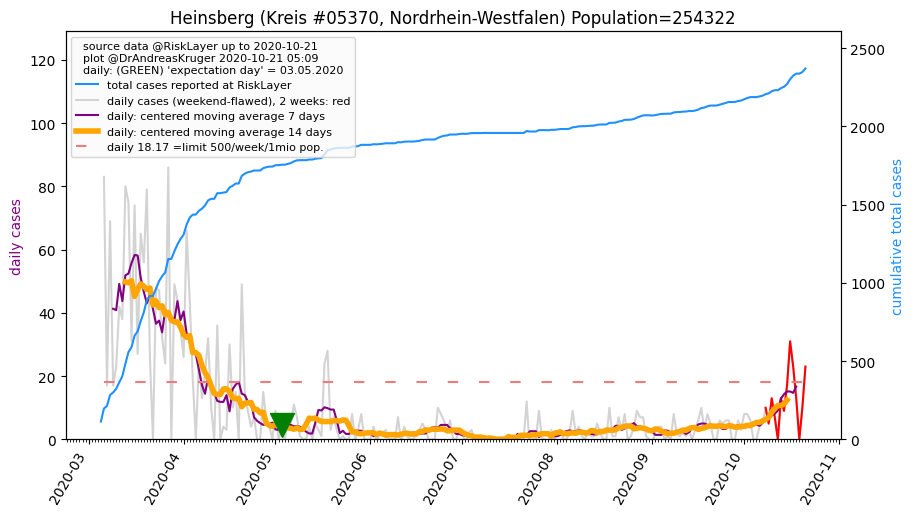 Heinsberg (Kreis #05370, Nordrhein-Westfalen) Population=254322
source data @RiskLayer up to 2020-10-21
plot @DrAndreasKruger 2020-10-21 05:09
daily: (GREEN) 'expectation day' = 03.05.2020
total cases reported at RiskLayer
daily cases (weekend-flawed), 2 weeks: red
daily: centered moving average 7 days
daily: centered moving average 14 days
daily 18.17 =limit 500/week/1mio pop.
daily cases
120
100
80
60
40
20
0
cumulative total cases
2500
2000
1500
1000
500
0
2020-03
2020-04
2020-05
2020-06
2020-07
2020-08
2020-09
2020-10
2020-11